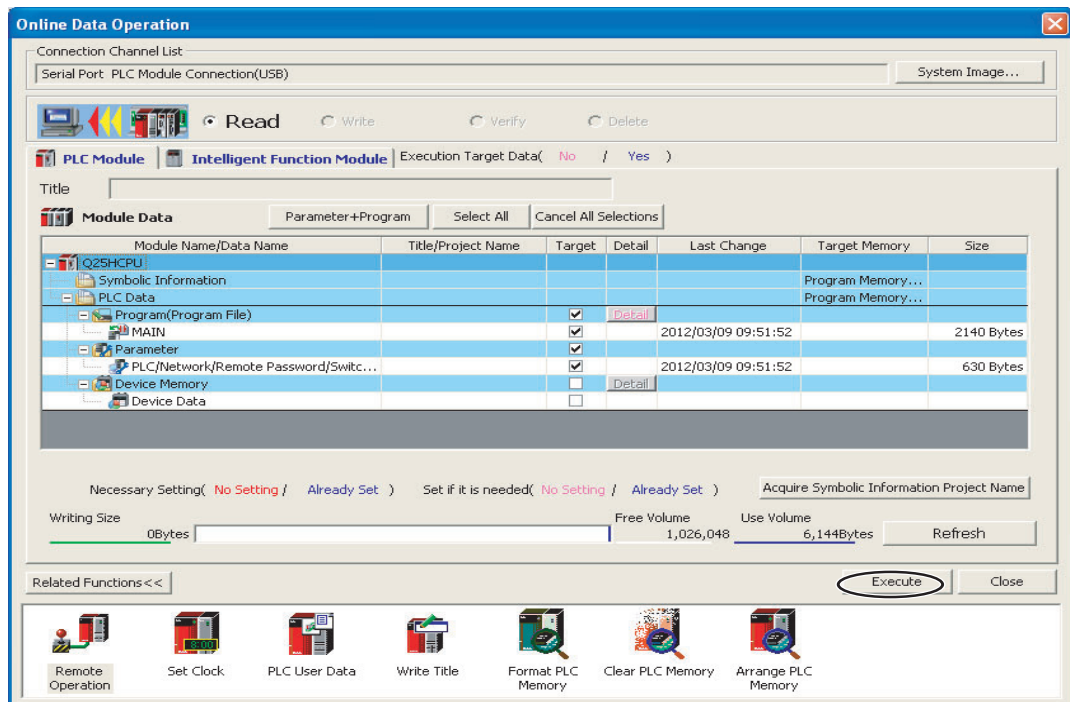 Online Data Operation
Connection Channel List
Serial Port PLC Module Connection(USB)
System Image...
Read
Write
Verify
Delete
PLC Module
Intelligent Function Module
Execution Target Data( No / Yes )
Title
Module Data
Parameter+Program
Select All
Cancel All Selections
Module Name/Data Name Title/Project Name Target Detail Last Change Target Memory Size
Q25HCPU
Symbolic Information Program Memory...
PLC Data Program Memory...
Program(Program File) Detail
MAIN 2012/03/09 09:51:52 2140 Bytes
Parameter
PLC/Network/Remote Password/Switc... 2012/03/09 09:51:52 630 Bytes
Device Memory Detail
Device Data
Necessary Setting( No Setting / Already Set ) Set if it is needed( No Setting / Already Set )
Acquire Symbolic Information Project Name
Writing Size Free Volume Use Volume
0Bytes 1,026,048 6,144Bytes
Refresh
Related Functions<<
Execute
Close
8:00
Remote
Operation
Set Clock
PLC User Data
Write Title
Format PLC
Memory
Clear PLC Memory
Arrange PLC
Memory